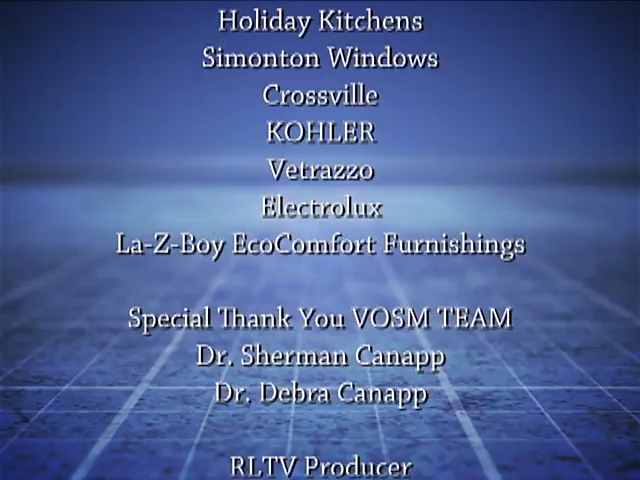 Holiday Kitchens
Simonton Windows
Crossville
KOHLER
Vetrazzo
Electrolux
La-Z-Boy EcoComfort Furnishings
Special Thank You VOSM TEAM
Dr. Sherman Canapp
Dr. Debra Canapp
RLTV Producer